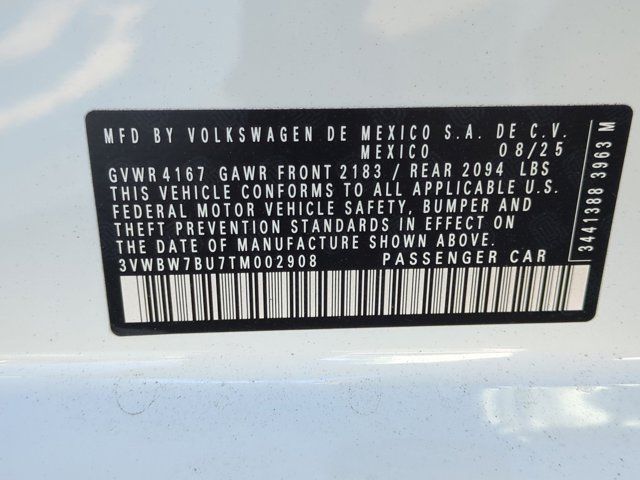 MFD BY VOLKSWAGEN DE MEXICO S.A. DE C.V.
MEXICO 08/25
GVWR 4167 GAWR FRONT 2183 / REAR 2094 LBS
THIS VEHICLE CONFORMS TO ALL APPLICABLE U.S.
FEDERAL MOTOR VEHICLE SAFETY, BUMPER AND
THEFT PREVENTION STANDARDS IN EFFECT ON
THE DATE OF MANUFACTURE SHOWN ABOVE.
3VWBW7BU7TM002908 PASSENGER CAR
3441388 3963 M